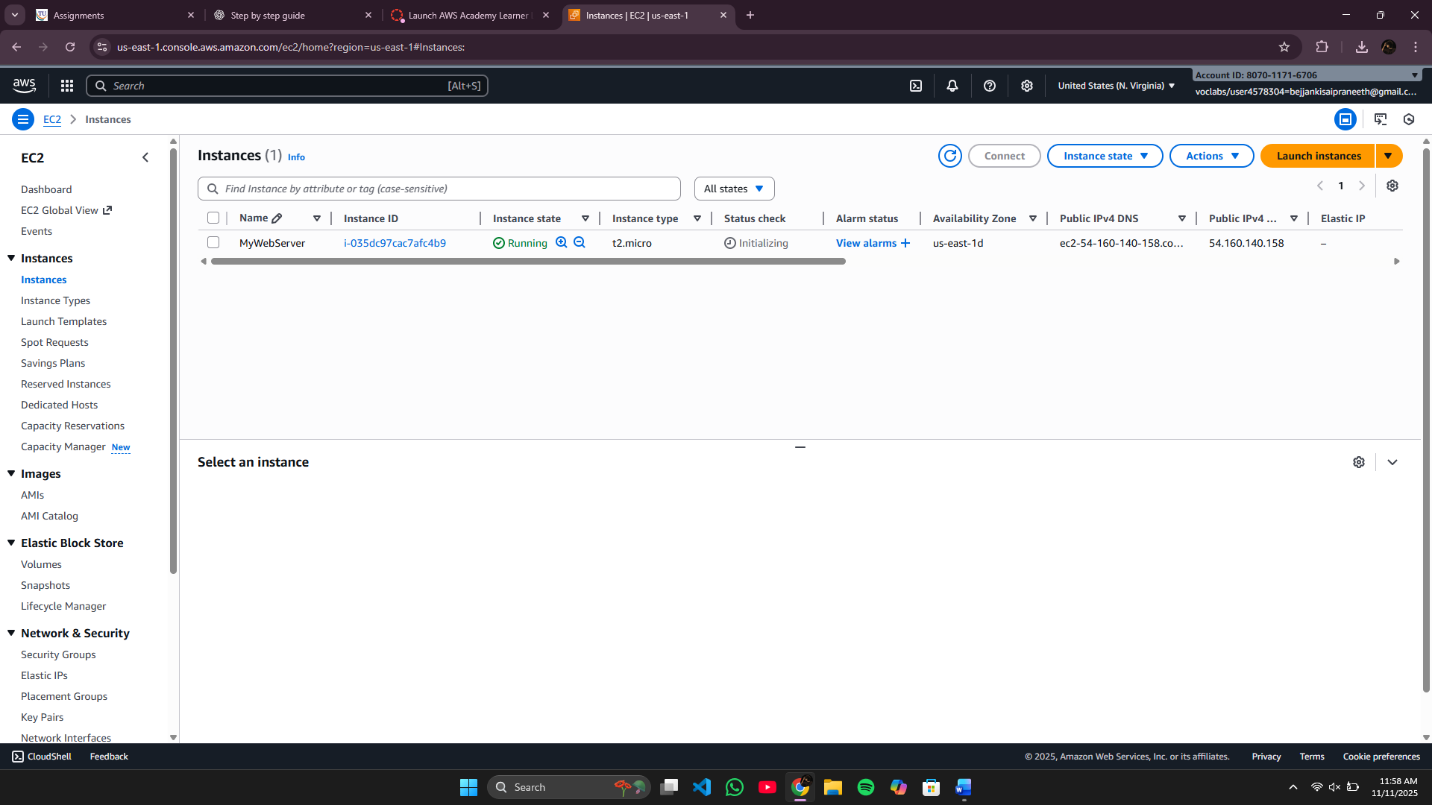 Assignments
Step by step guide
Launch AWS Academy Learner
Instances | EC2 | us-east-1
us-east-1.console.aws.amazon.com/ec2/home?region=us-east-1#Instances:
aws
Search
[Alt+S]
United States (N. Virginia)
Account ID: 8070-1171-6706
voclabs/user4578304=bejjankisaipraneeth@gmail.c...
EC2
Instances
EC2
Dashboard
EC2 Global View
Events
Instances
Instances
Instance Types
Launch Templates
Spot Requests
Savings Plans
Reserved Instances
Dedicated Hosts
Capacity Reservations
Capacity Manager New
Images
AMIs
AMI Catalog
Elastic Block Store
Volumes
Snapshots
Lifecycle Manager
Network & Security
Security Groups
Elastic IPs
Placement Groups
Key Pairs
Network Interfaces
Instances (1) Info
Connect
Instance state
Actions
Launch instances
Find Instance by attribute or tag (case-sensitive)
All states
1
Name Instance ID Instance state Instance type Status check Alarm status Availability Zone Public IPv4 DNS Public IPv4 ... Elastic IP
MyWebServer i-035dc97cac7afc4b9 Running t2.micro Initializing View alarms + us-east-1d ec2-54-160-140-158.co... 54.160.140.158 –
Select an instance
CloudShell Feedback
© 2025, Amazon Web Services, Inc. or its affiliates. Privacy Terms Cookie preferences
Search
11:58 AM
11/11/2025